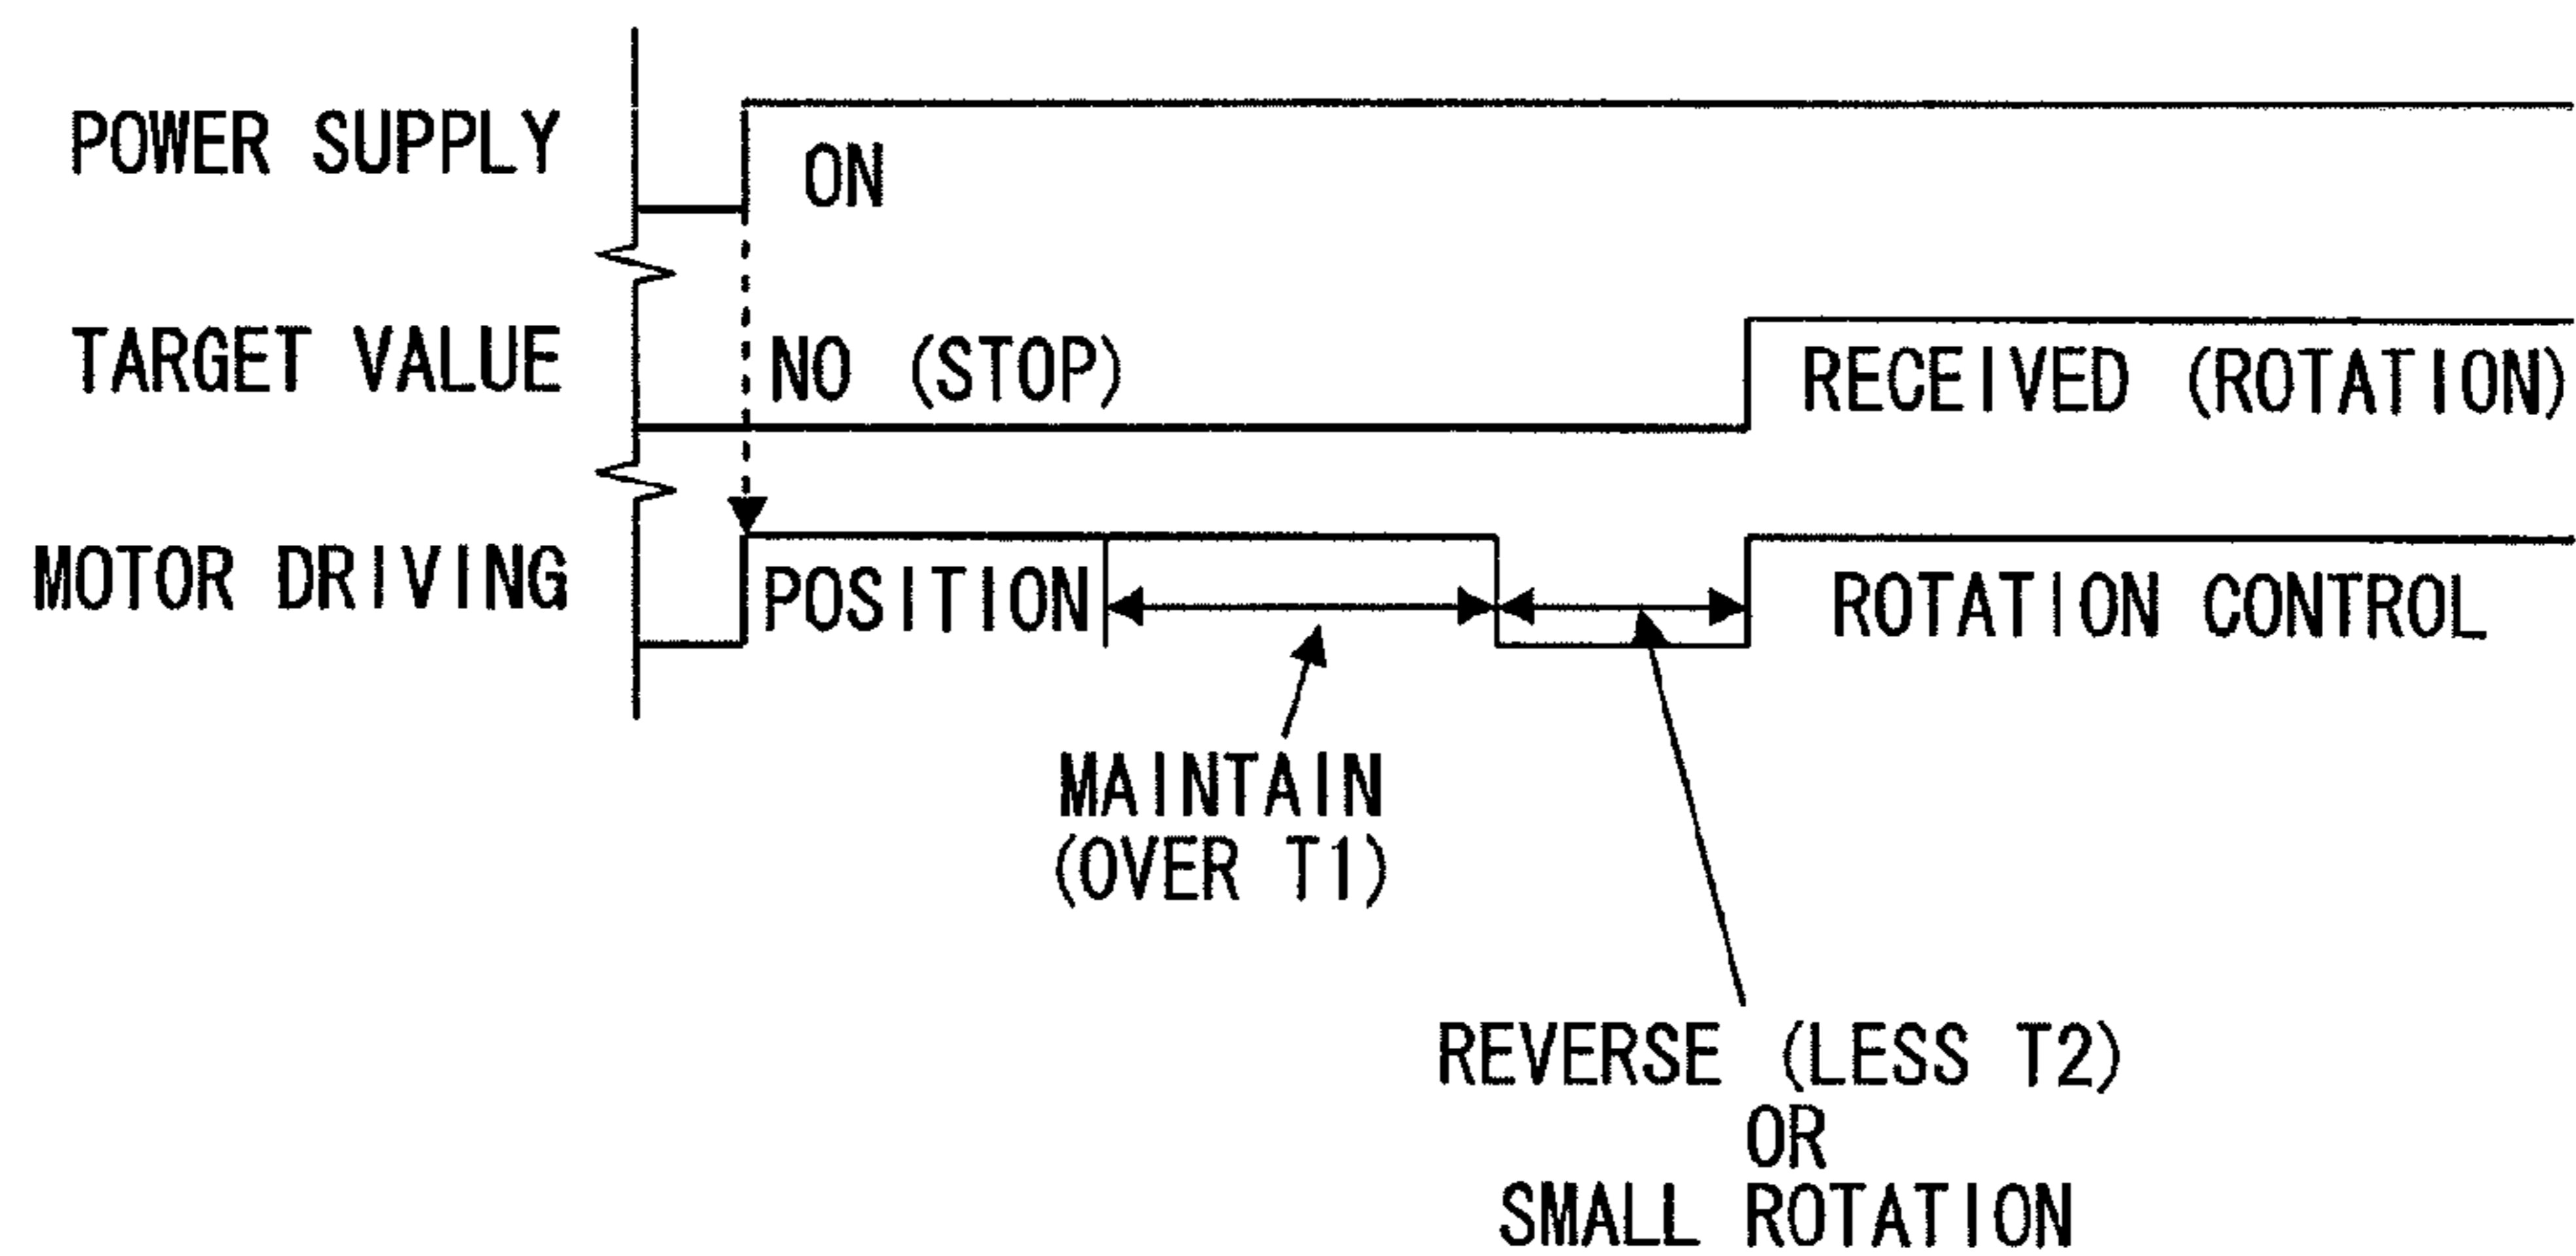 POWER SUPPLY
ON
TARGET VALUE
NO (STOP)
RECEIVED (ROTATION)
MOTOR DRIVING
POSITION
ROTATION CONTROL
MAINTAIN
(OVER T1)
REVERSE (LESS T2)
OR
SMALL ROTATION